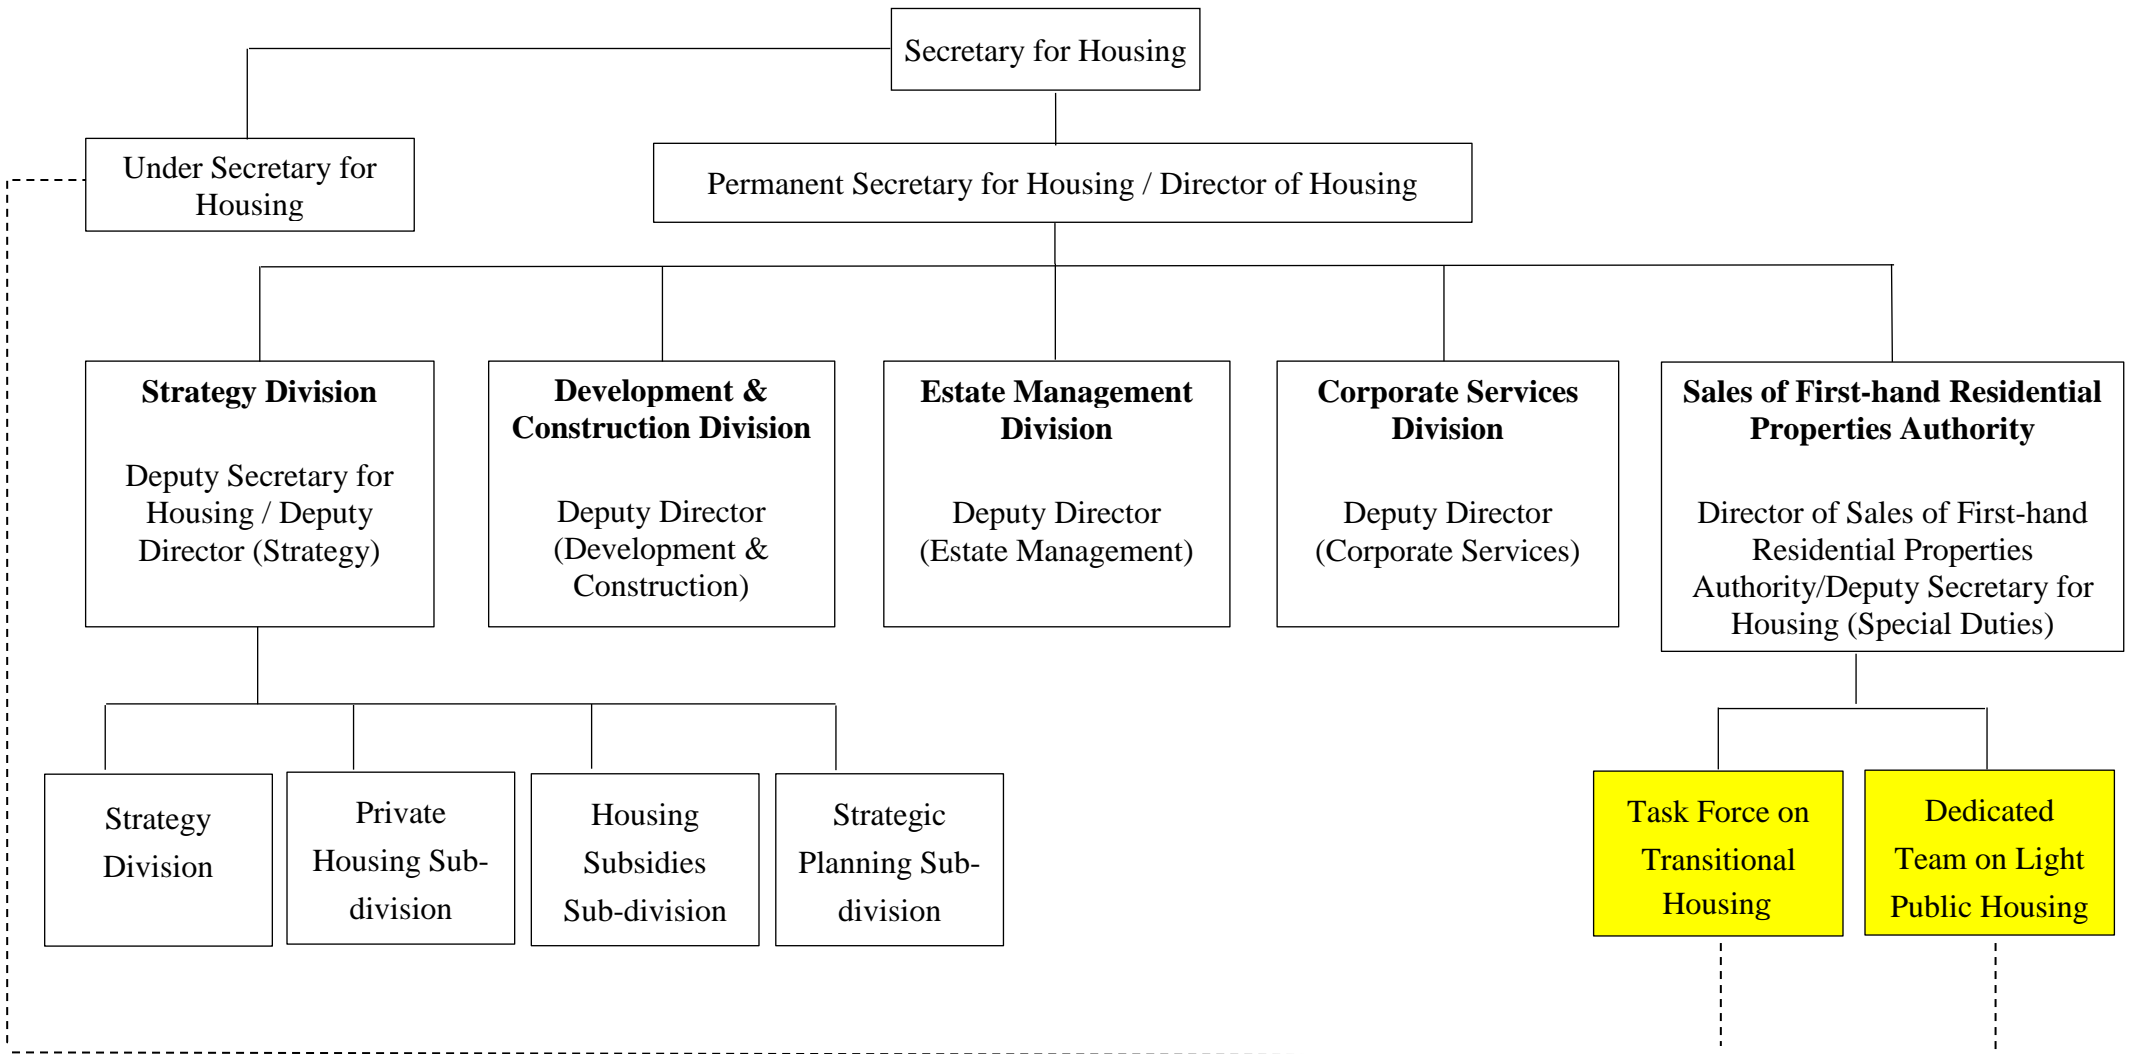 Secretary for Housing
Under Secretary for
Housing
Permanent Secretary for Housing / Director of Housing
Strategy Division
Deputy Secretary for
Housing / Deputy
Director (Strategy)
Development &
Construction Division
Deputy Director
(Development &
Construction)
Estate Management
Division
Deputy Director
(Estate Management)
Corporate Services
Division
Deputy Director
(Corporate Services)
Sales of First-hand Residential
Properties Authority
Director of Sales of First-hand
Residential Properties
Authority/Deputy Secretary for
Housing (Special Duties)
Strategy
Division
Private
Housing Sub-
division
Housing
Subsidies
Sub-division
Strategic
Planning Sub-
division
Task Force on
Transitional
Housing
Dedicated
Team on Light
Public Housing